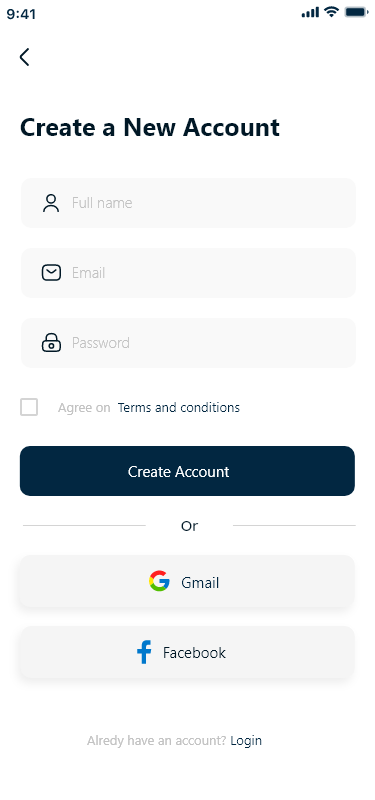 9:41
Create a New Account
Full name
Email
Password
Agree on Terms and conditions
Create Account
Or
Gmail
Facebook
Alredy have an account? Login